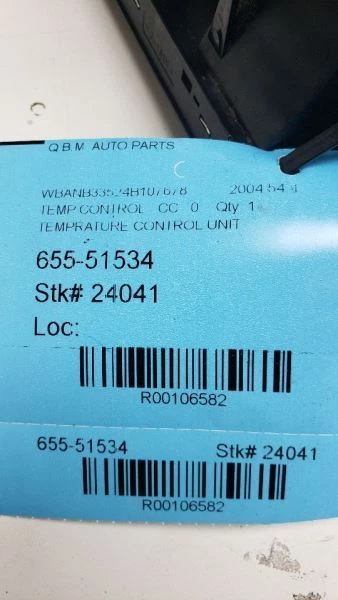 Q.B.M. AUTO PARTS
WBANB33524B107678 2004 54
TEMP CONTROL CC 0 Qty 1
TEMPRATURE CONTROL UNIT
655-51534
Stk# 24041
Loc:
R00106582
655-51534 Stk# 24041
R00106582